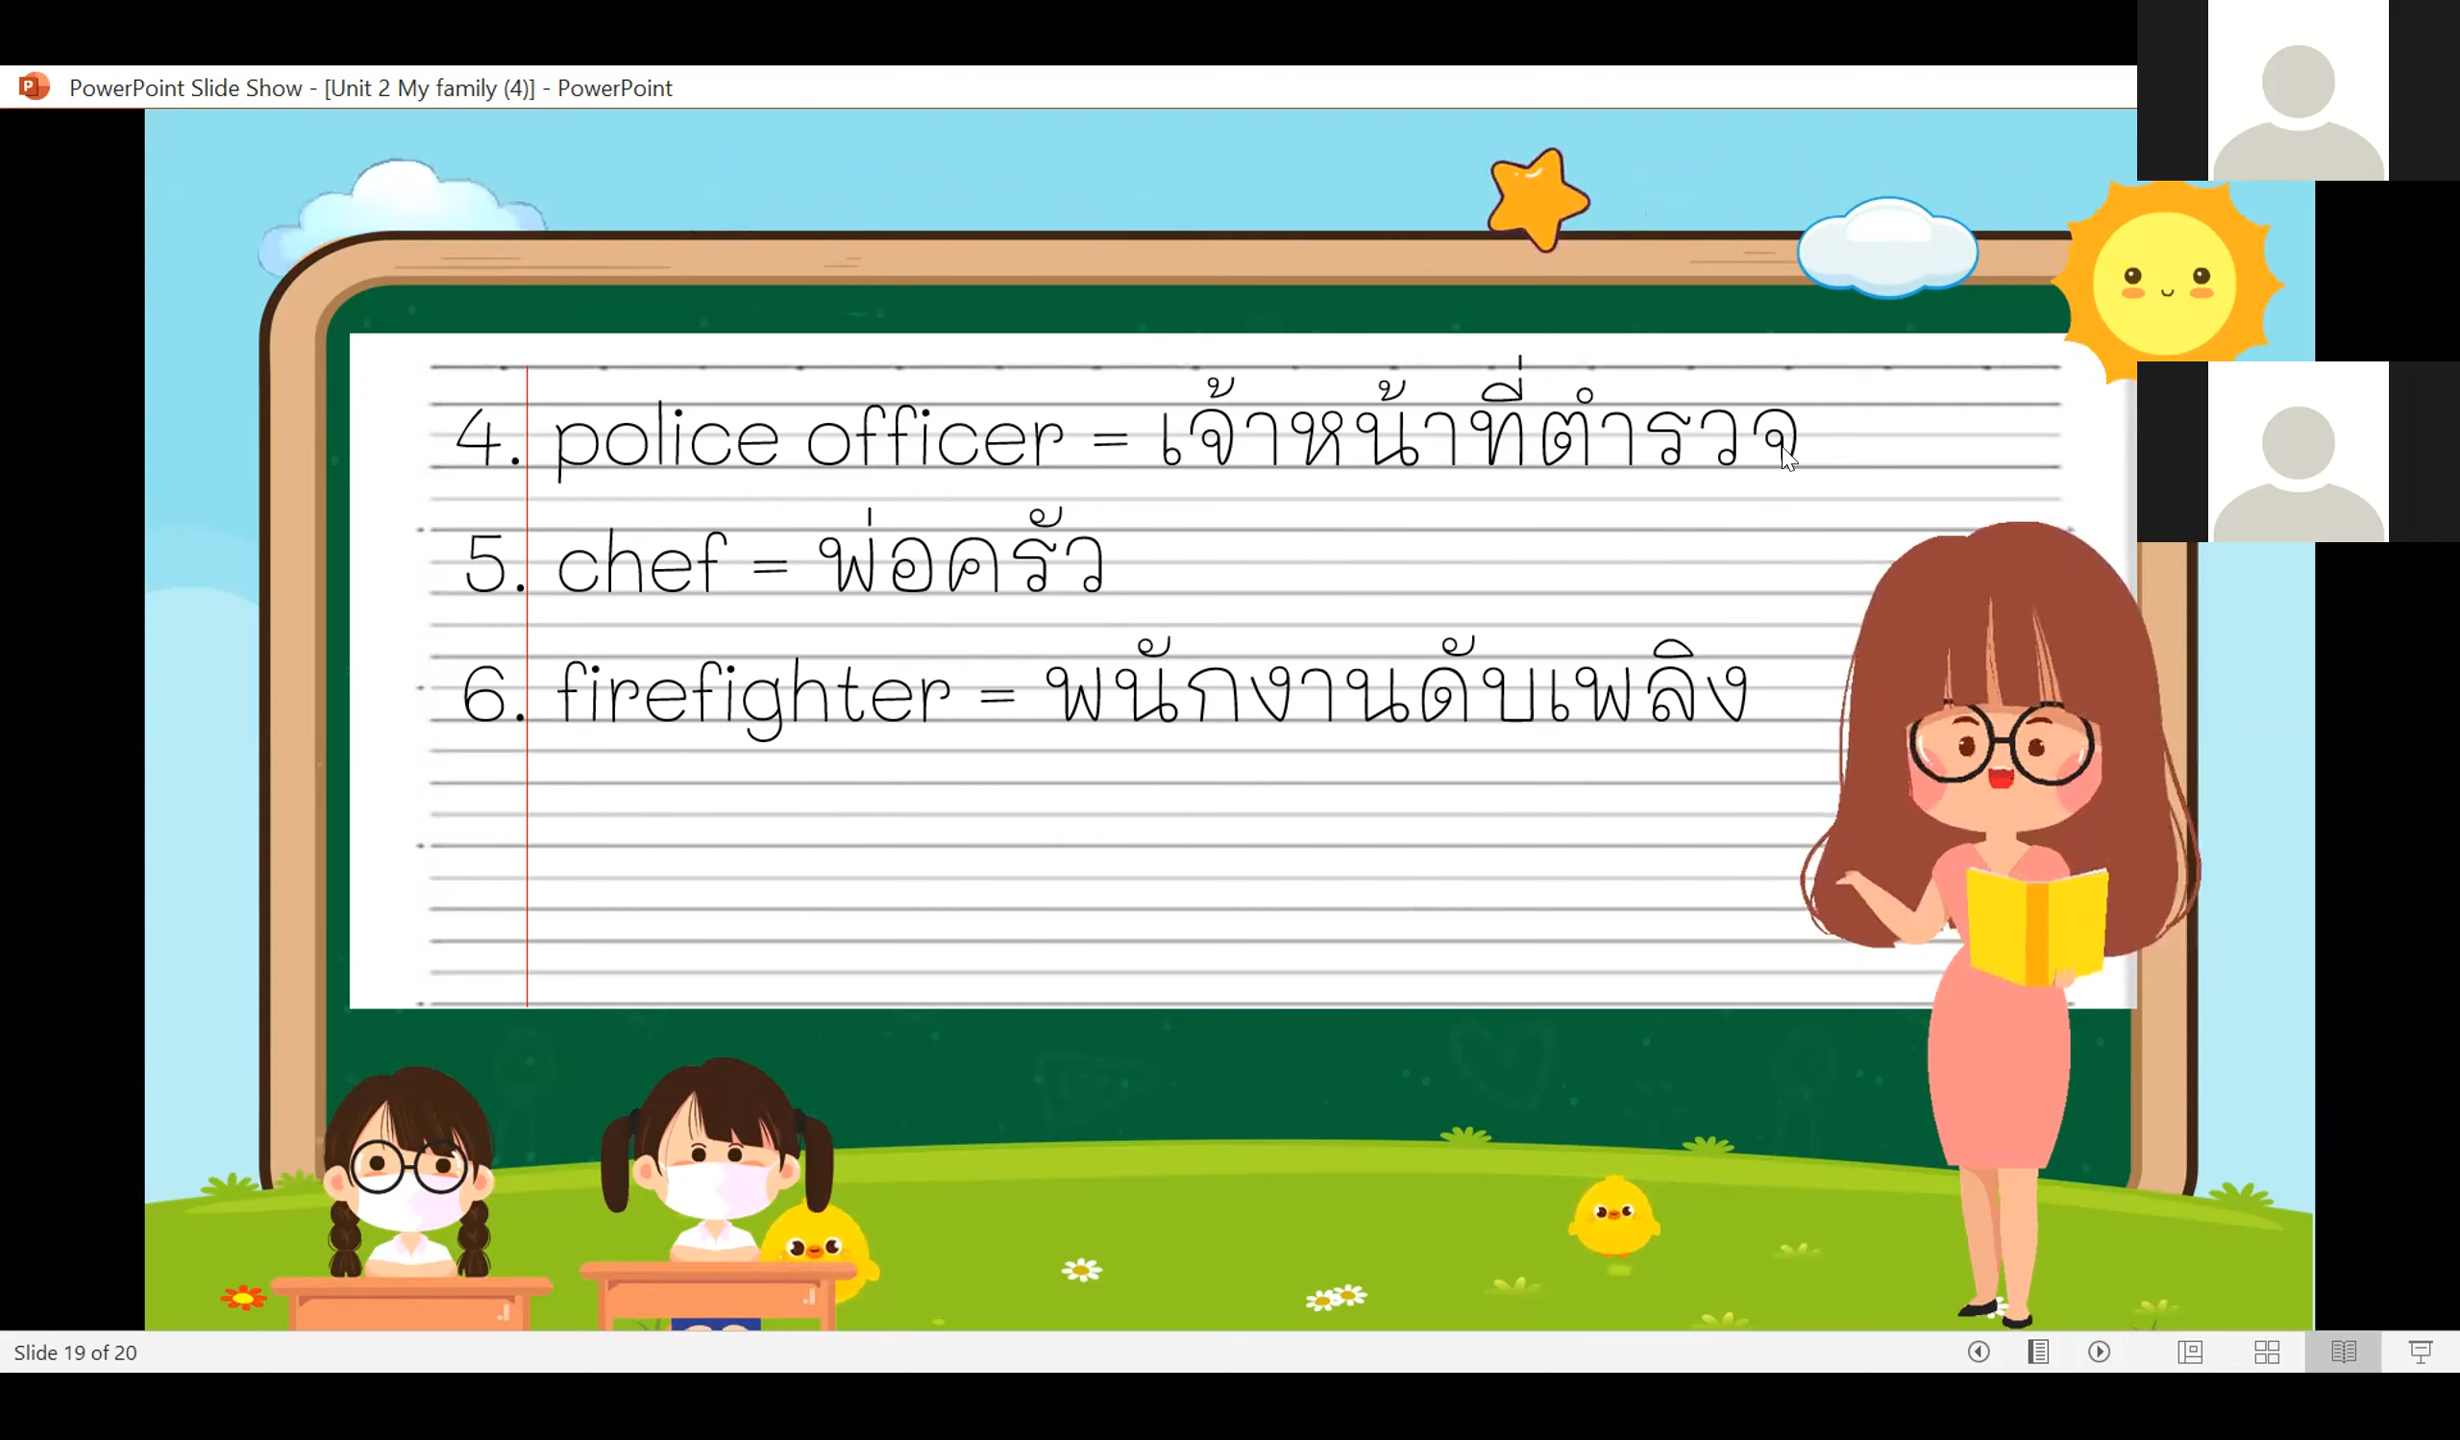 PowerPoint Slide Show - [Unit 2 My family (4)] - PowerPoint
4. police officer = เจ้าหน้าที่ตำรวจ
5. chef = พ่อครัว
6. firefighter = พนักงานดับเพลิง
Slide 19 of 20